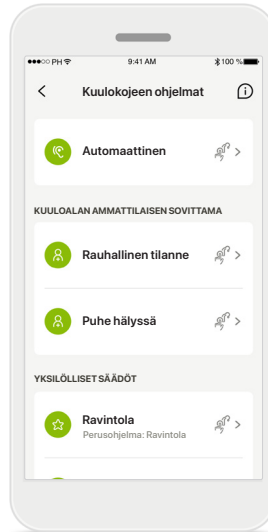 PH 9:41 AM 100 %
Kuulokojeen ohjelmat
Automaattinen
KUULOALAN AMMATTILAISEN SOVITTAMA
Rauhallinen tilanne
Puhe hälyssä
YKSILÖLLISET SÄÄDÖT
Ravintola
Perusohjelma: Ravintola